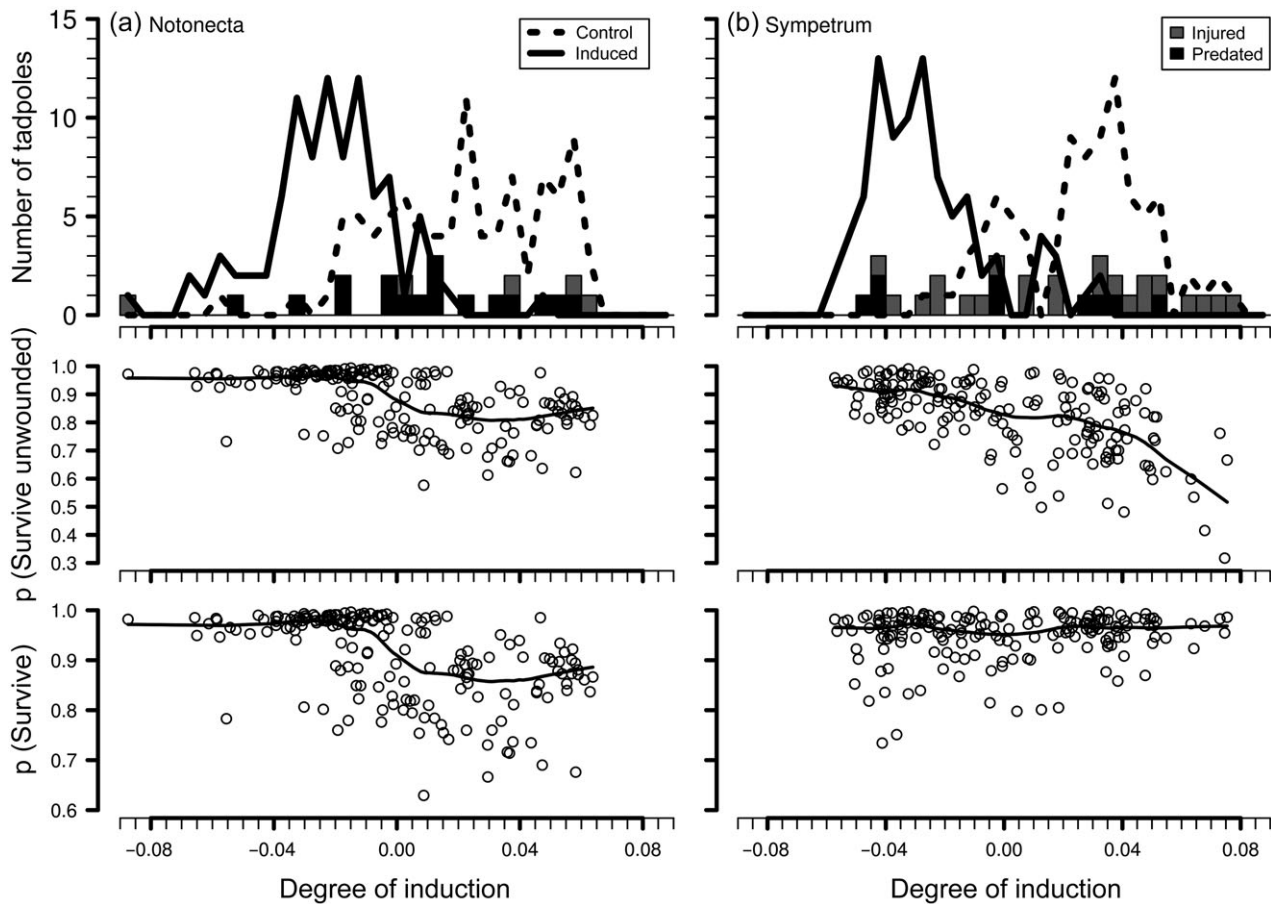 (a) Notonecta
Control
Induced
(b) Sympetrum
Injured
Predated
Number of tadpoles
15
10
5
0
p (Survive unwounded)
1.0
0.9
0.8
0.7
0.6
0.5
0.4
0.3
p (Survive)
1.0
0.9
0.8
0.7
0.6
−0.08 −0.04 0.00 0.04 0.08
−0.08 −0.04 0.00 0.04 0.08
Degree of induction
Degree of induction